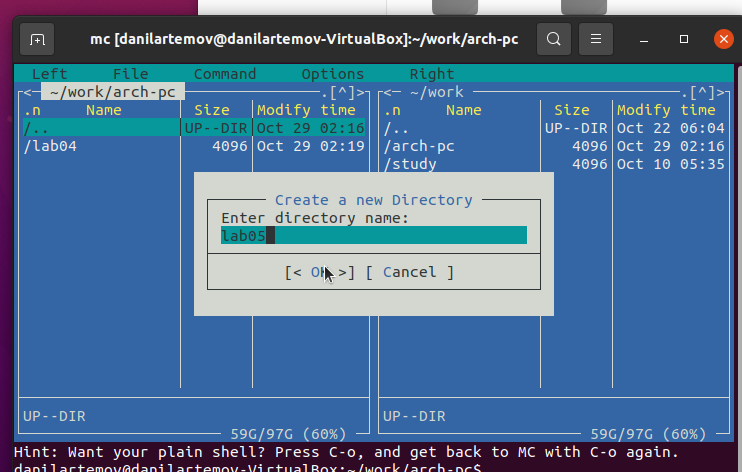 mc [danilartemov@danilartemov-VirtualBox]:~/work/arch-pc
Left File Command Options Right
<— ~/work/arch-pc .[^]>
.n Name Size Modify time
/.. UP--DIR Oct 29 02:16
/lab04 4096 Oct 29 02:19
UP--DIR
59G/97G (60%)
<— ~/work .[^]>
.n Name Size Modify time
/.. UP--DIR Oct 22 06:04
/arch-pc 4096 Oct 29 02:16
/study 4096 Oct 10 05:35
UP--DIR
59G/97G (60%)
Create a new Directory
Enter directory name:
lab05
[< OK >] [ Cancel ]
Hint: Want your plain shell? Press C-o, and get back to MC with C-o again.
danilartemov@danilartemov-VirtualBox:~/work/arch-pc$